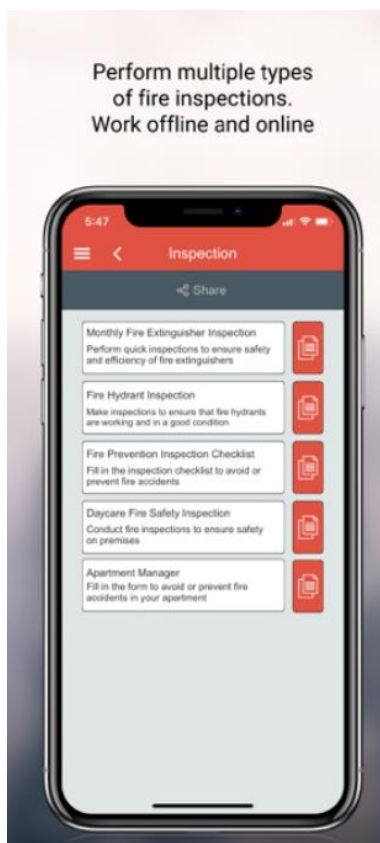 Perform multiple types
of fire inspections.
Work offline and online
5:47
Inspection
Share
Monthly Fire Extinguisher Inspection
Perform quick inspections to ensure safety
and efficiency of fire extinguishers
Fire Hydrant Inspection
Make inspections to ensure that fire hydrants
are working and in a good condition
Fire Prevention Inspection Checklist
Fill in the inspection checklist to avoid or
prevent fire accidents
Daycare Fire Safety Inspection
Conduct fire inspections to ensure safety
on premises
Apartment Manager
Fill in the form to avoid or prevent fire
accidents in your apartment